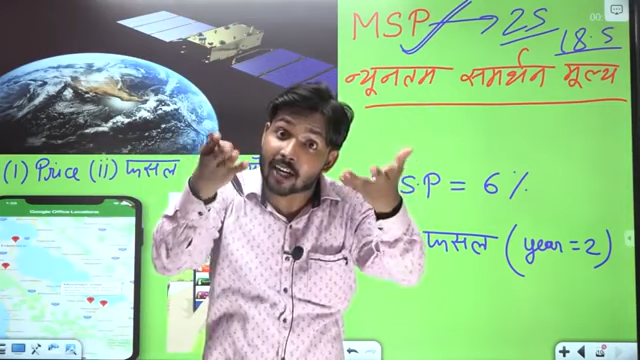 MSP → 25
18.5
न्यूनतम समर्थन मूल्य
(i) Price (ii) फसल
S.P = 6%
फसल (year = 2)
Google Office Locations